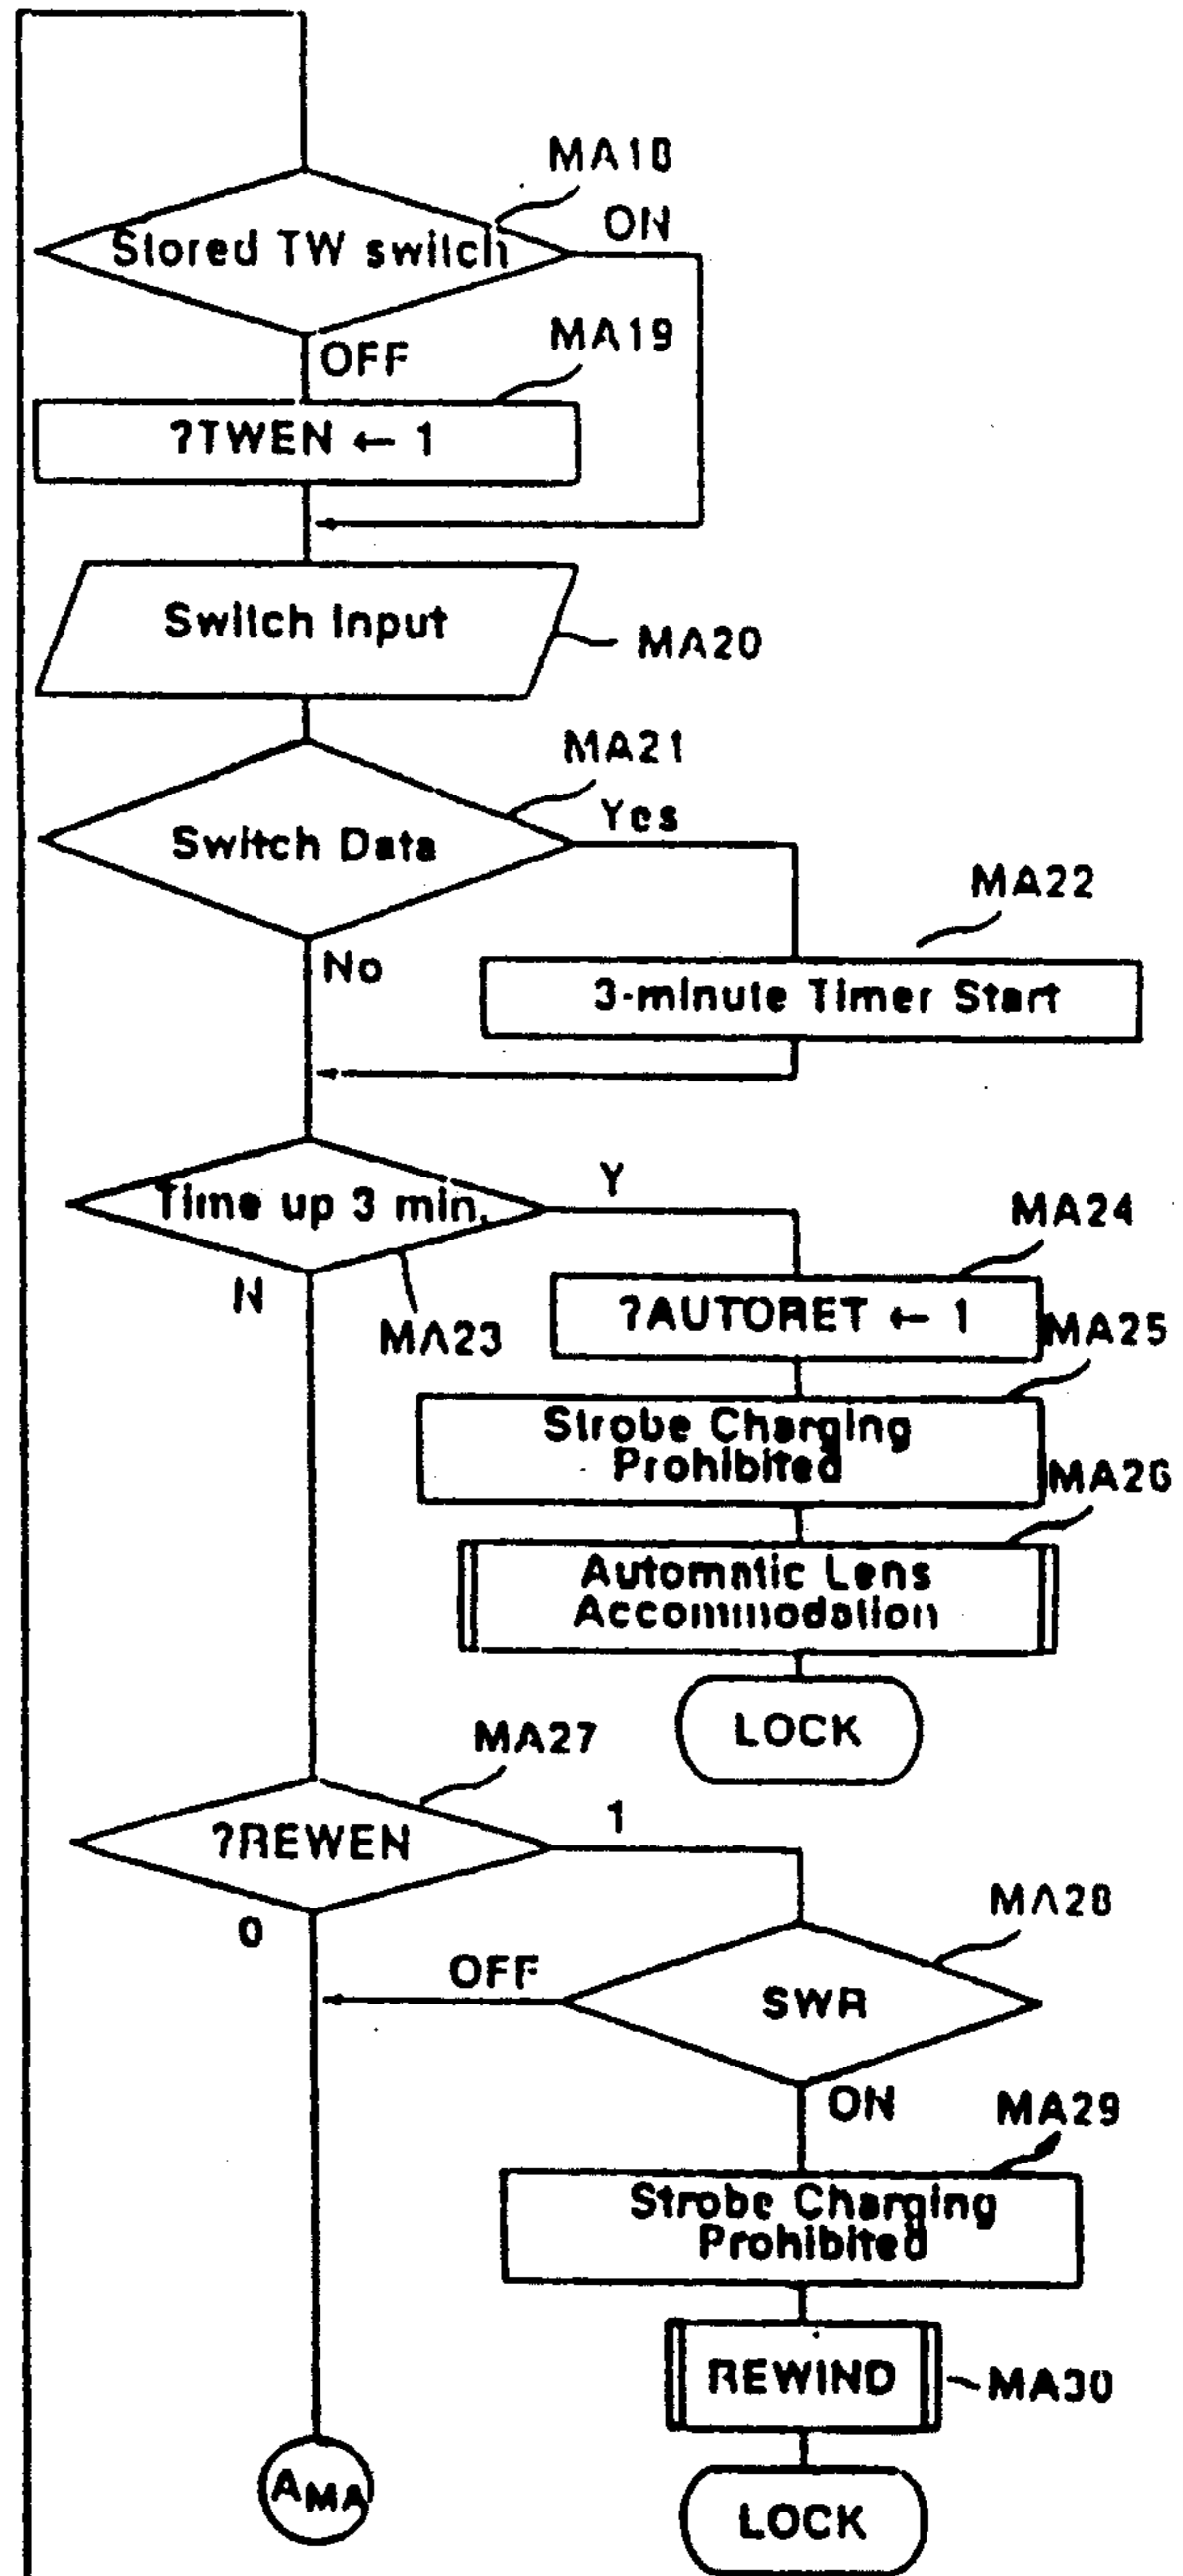 MA18
Stored TW switch
ON
OFF
MA19
?TWEN ← 1
Switch Input
MA20
MA21
Switch Data
Yes
No
MA22
3-minute Timer Start
Time up 3 min.
Y
N
MA23
MA24
?AUTORET ← 1
MA25
Strobe Charging
Prohibited
MA26
Automatic Lens
Accommodation
LOCK
MA27
?REWEN
1
0
MA28
SWR
OFF
ON
MA29
Strobe Charging
Prohibited
REWIND
MA30
AMA
LOCK